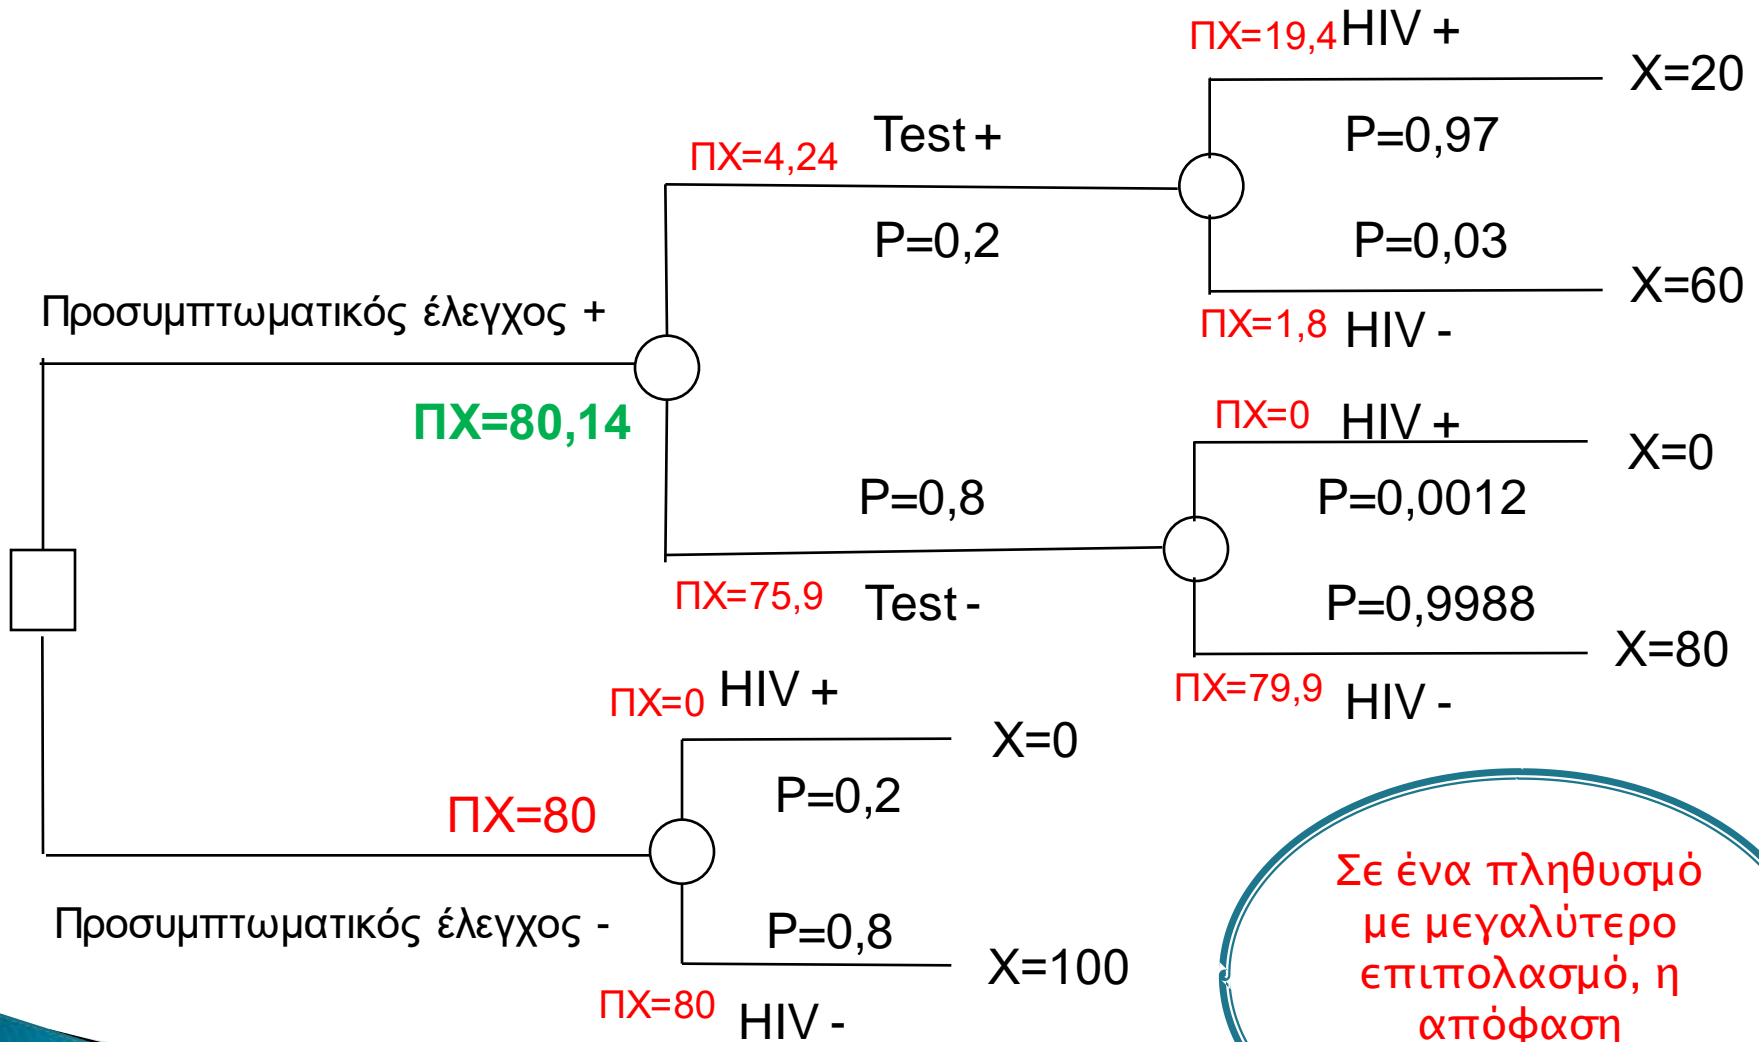 ΠΧ=19,4 HIV +
X=20
P=0,97
Test +
ΠΧ=4,24
P=0,2
P=0,03
X=60
ΠΧ=1,8 HIV -
Προσυμπτωματικός έλεγχος +
ΠΧ=80,14
ΠΧ=0 HIV +
X=0
P=0,8
P=0,0012
ΠΧ=75,9 Test -
P=0,9988
X=80
ΠΧ=79,9 HIV -
ΠΧ=0 HIV +
X=0
P=0,2
ΠΧ=80
Προσυμπτωματικός έλεγχος -
P=0,8
X=100
ΠΧ=80 HIV -
Σε ένα πληθυσμό
με μεγαλύτερο
επιπολασμό, η
απόφαση